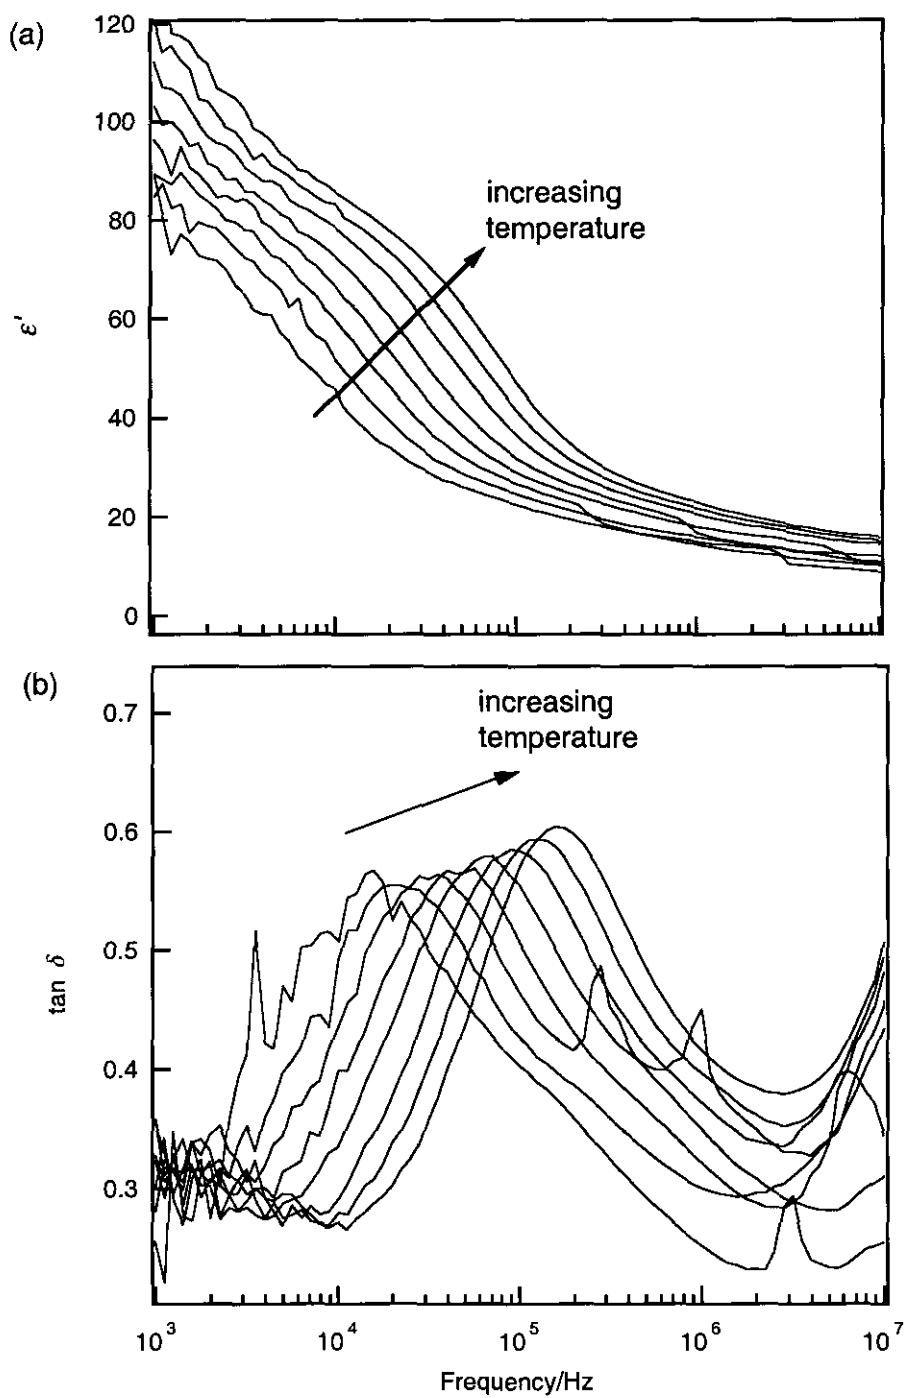 (a)
120
100
80
60
40
20
0
ε'
increasing
temperature
(b)
0.7
0.6
0.5
0.4
0.3
tan δ
increasing
temperature
10³
10⁴
10⁵
10⁶
10⁷
Frequency/Hz